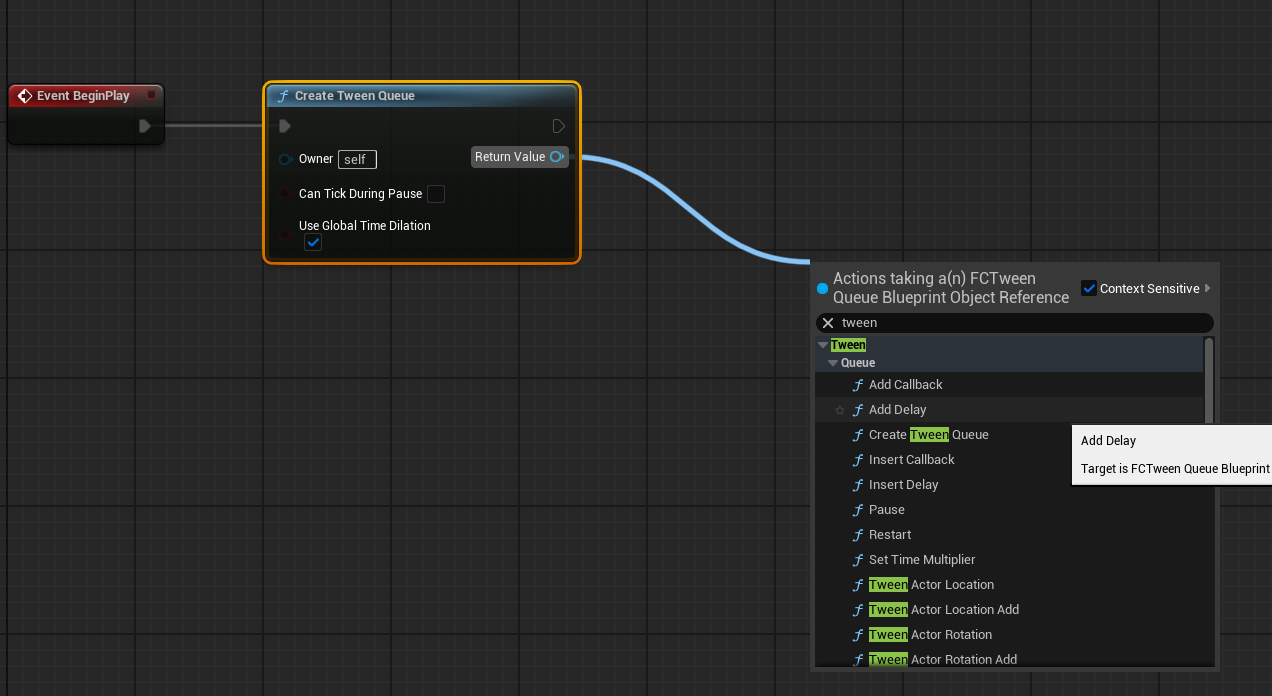 Event BeginPlay
f Create Tween Queue
Owner self
Return Value
Can Tick During Pause
Use Global Time Dilation
Actions taking a(n) FCTween
Queue Blueprint Object Reference
Context Sensitive
tween
Tween
Queue
f Add Callback
f Add Delay
f Create Tween Queue
f Insert Callback
f Insert Delay
f Pause
f Restart
f Set Time Multiplier
f Tween Actor Location
f Tween Actor Location Add
f Tween Actor Rotation
f Tween Actor Rotation Add
Add Delay
Target is FCTween Queue Blueprint